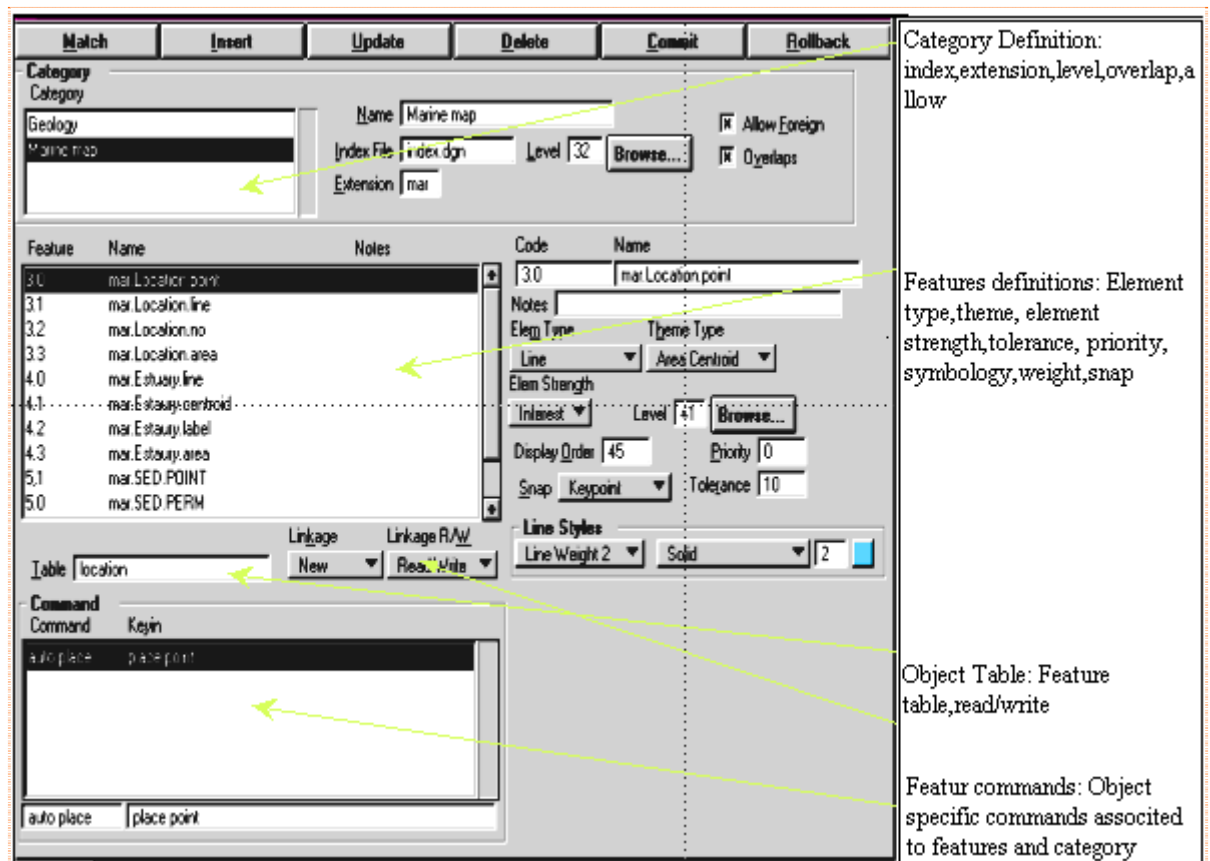 Match Insert Update Delete Commit Rollback
Category
Category
Geology
Marine map
Name Marine map
Index File index.dgn Level 32 Browse...
Extension mar
Allow Foreign
Overlaps
Feature Name Notes
3.0 mar.Location.point
3.1 mar.Location.line
3.2 mar.Location.no
3.3 mar.Location.area
4.0 mar.Estuary.line
4.1 mar.Estaury.centroid
4.2 mar.Estaury.label
4.3 mar.Estaury.area
5,1 mar.SED.POINT
5.0 mar.SED.PERM
Code Name
3.0 mar.Location.point
Notes
Elem Type Theme Type
Line Area Centroid
Elem Strength
Interest Level 41 Browse...
Display Order 45 Priority 0
Snap Keypoint Tolerance 10
Line Styles
Line Weight 2 Solid 2
Linkage Linkage R/W
Table location New Read/Write
Command
Command Keyin
auto place place point
auto place place point
Category Definition:
index,extension,level,overlap,a
llow
Features definitions: Element
type,theme, element
strength,tolerance, priority,
symbology,weight,snap
Object Table: Feature
table,read/write
Featur commands: Object
specific commands associted
to features and category